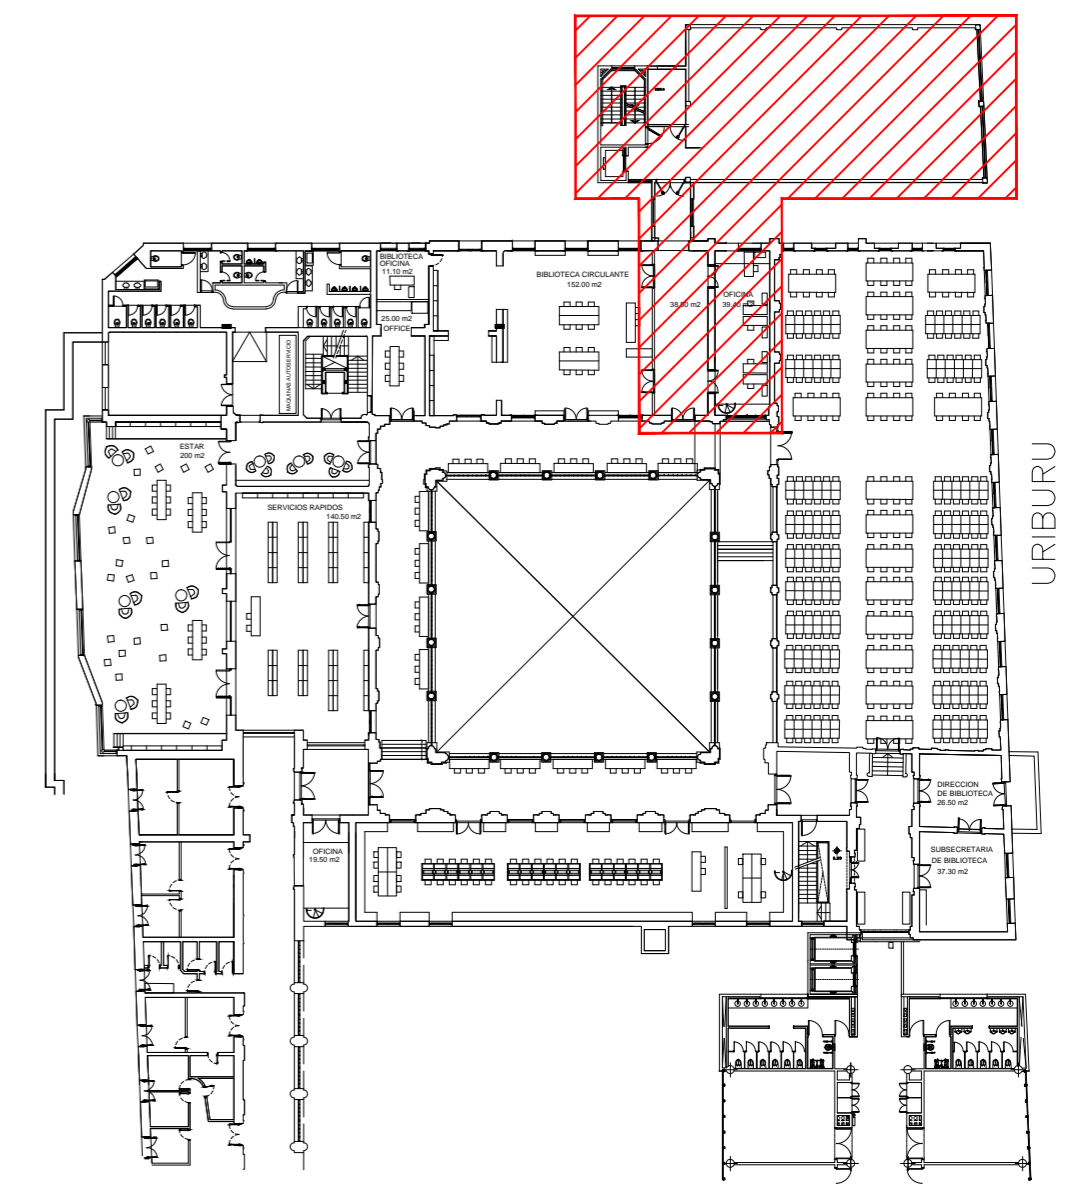 BIBLIOTECA
OFICINA
11.10 m2
25.00 m2
OFFICE
BIBLIOTECA CIRCULANTE
152.00 m2
38.50 m2
OFICINA
39.40 m2
MAQUINAS AUTOSERVICIO
ESTAR
200 m2
SERVICIOS RAPIDOS
140.50 m2
URIBURU
DIRECCION
DE BIBLIOTECA
26.50 m2
SUBSECRETARIA
DE BIBLIOTECA
37.30 m2
OFICINA
19.50 m2